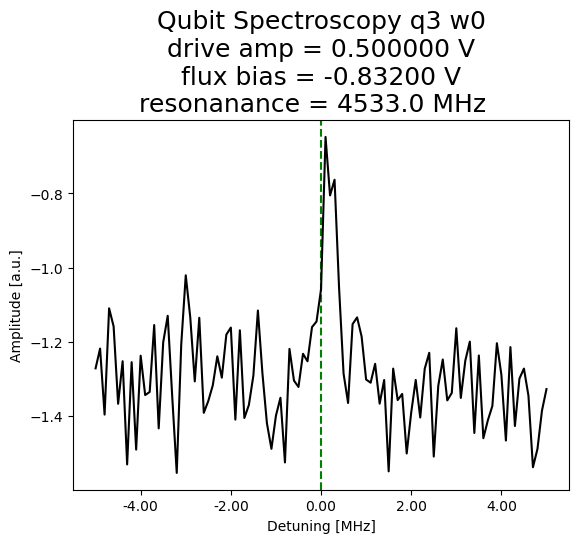 Qubit Spectroscopy q3 w0
drive amp = 0.500000 V
flux bias = -0.83200 V
resonanance = 4533.0 MHz
Amplitude [a.u.]
−0.8
−1.0
−1.2
−1.4
-4.00 -2.00 0.00 2.00 4.00
Detuning [MHz]